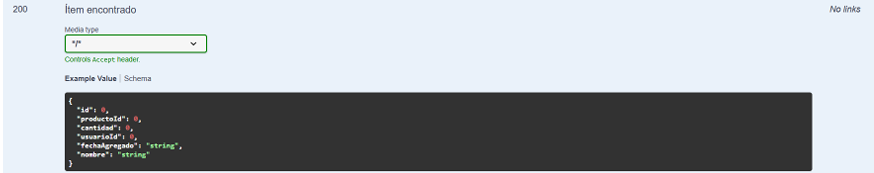 200 Ítem encontrado No links
Media type
*/*
Controls Accept header.
Example Value | Schema
{
"id": 0,
"productoId": 0,
"cantidad": 0,
"usuarioId": 0,
"fechaAgregado": "string",
"nombre": "string"
}